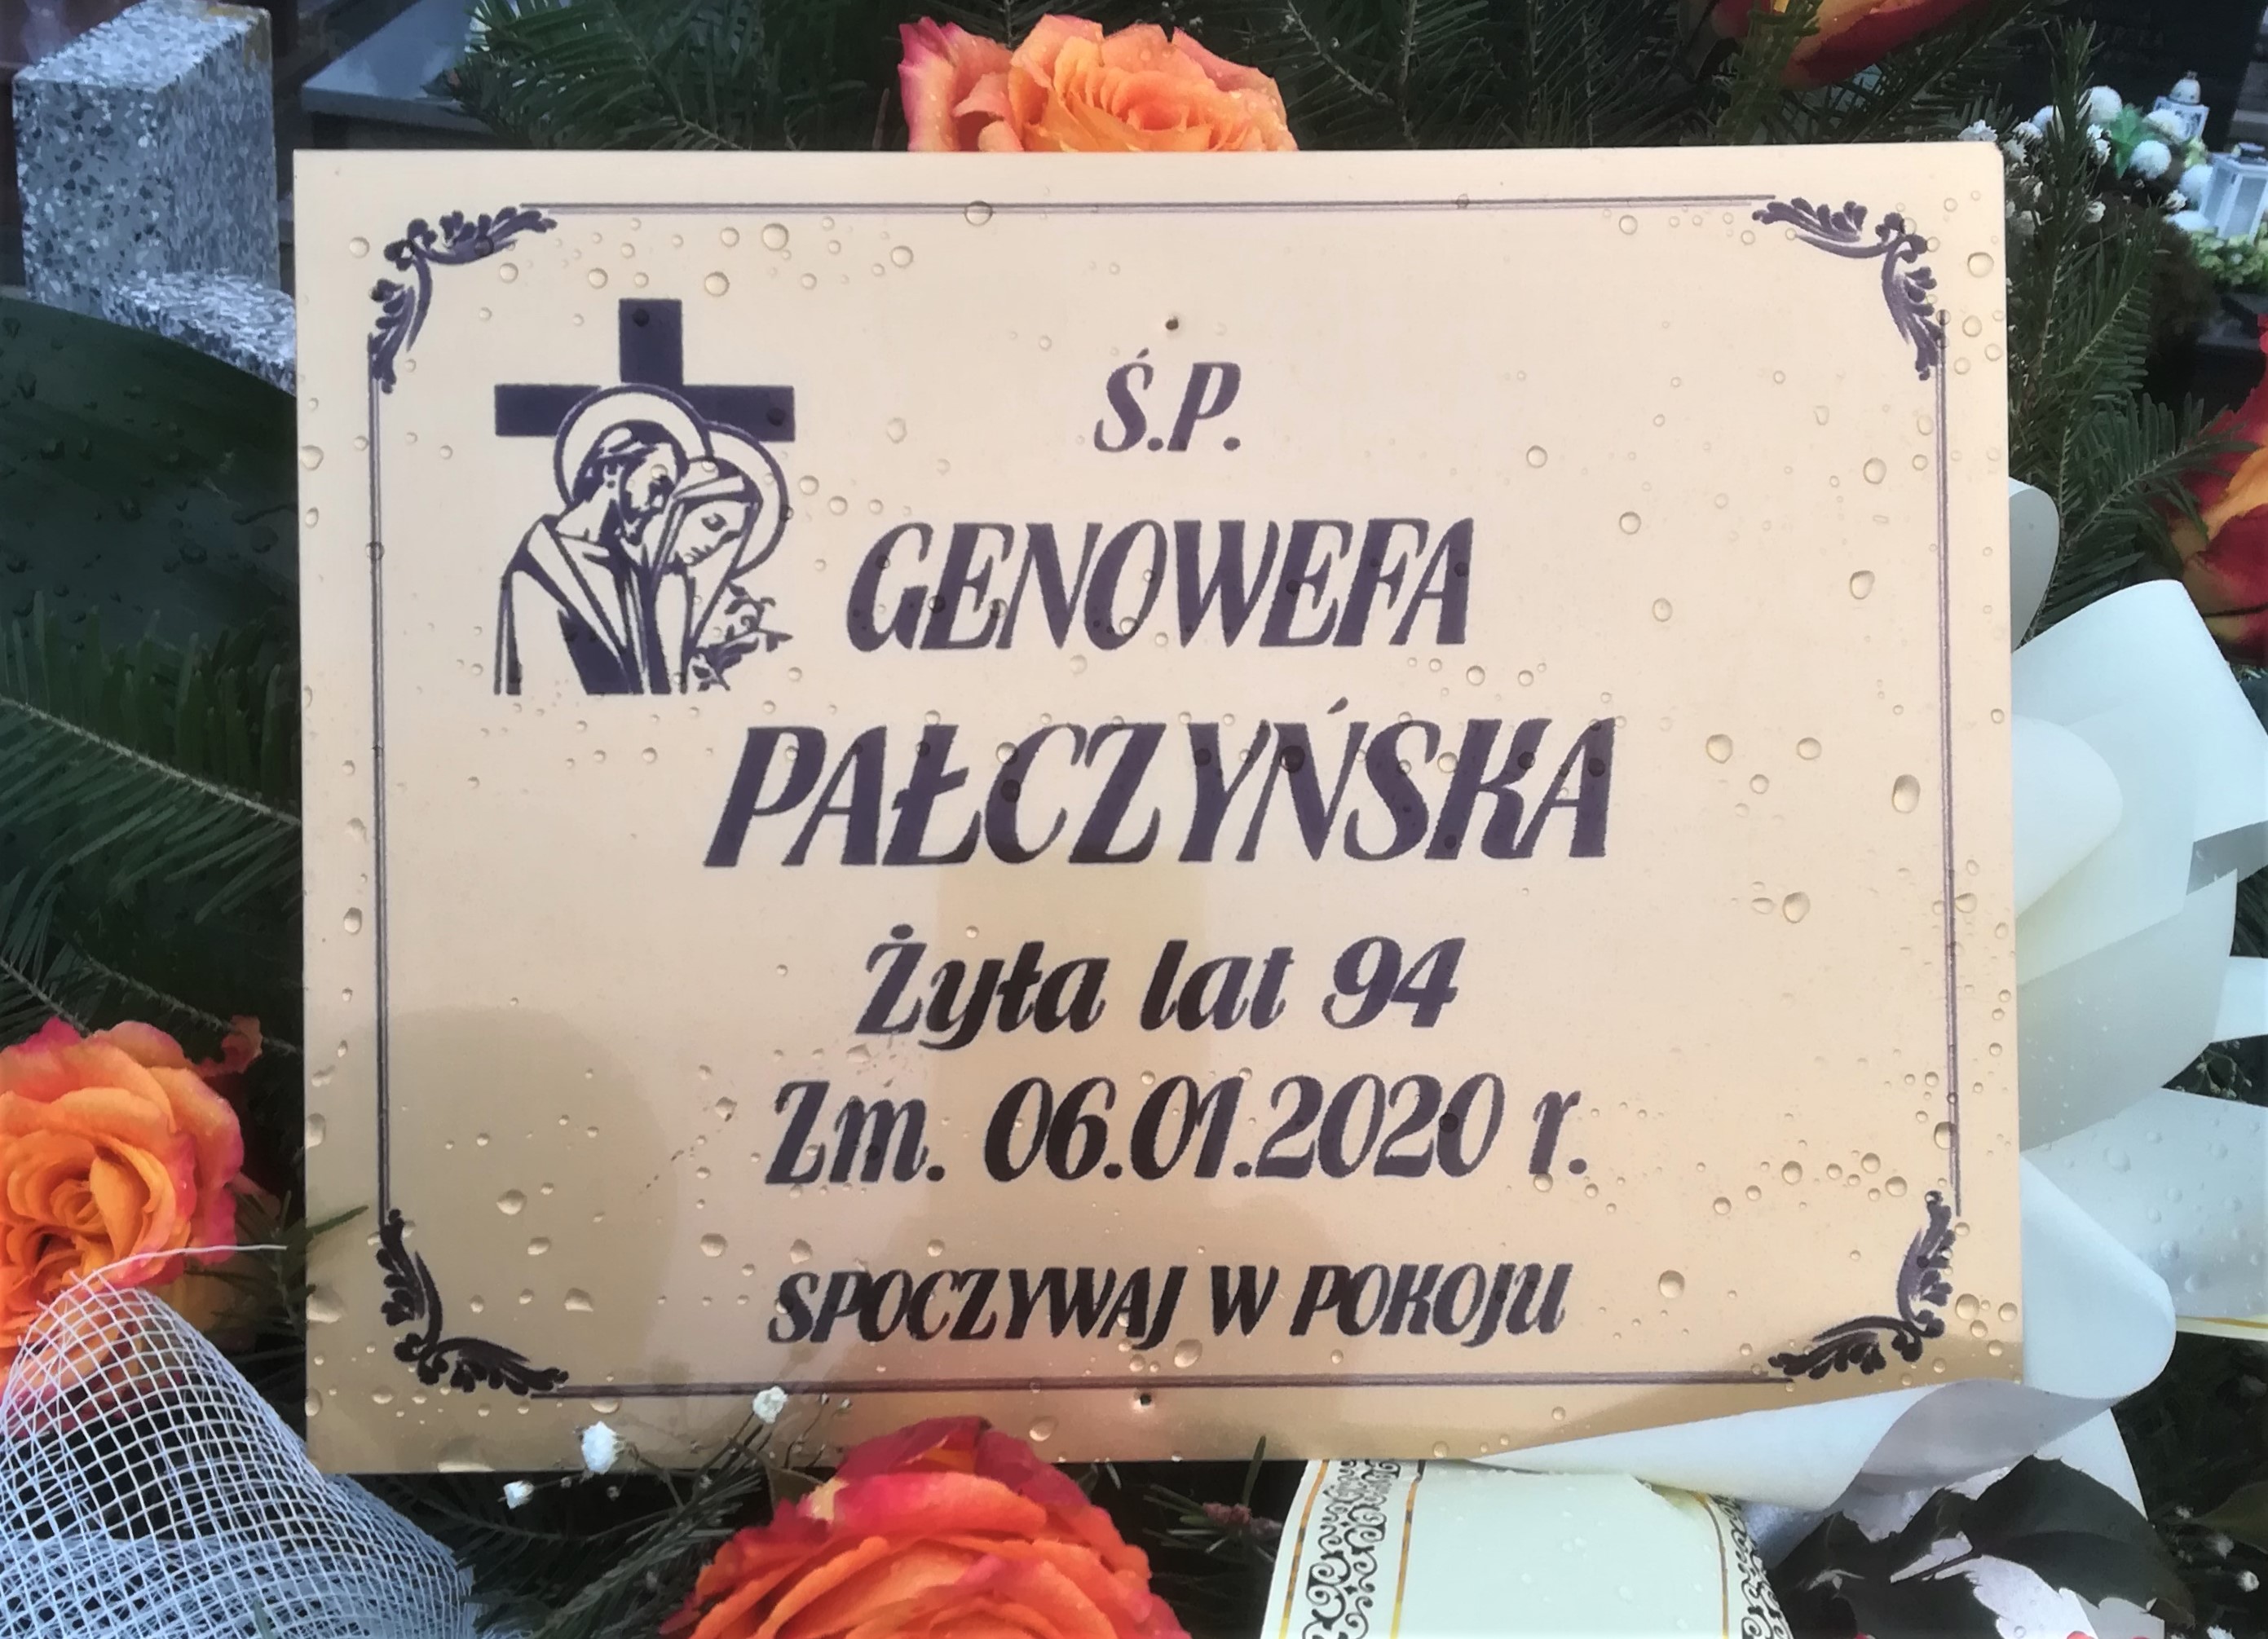 Ś.P.
GENOWEFA
PAŁCZYŃSKA
Żyła lat 94
Zm. 06.01.2020 r.
SPOCZYWAJ W POKOJU